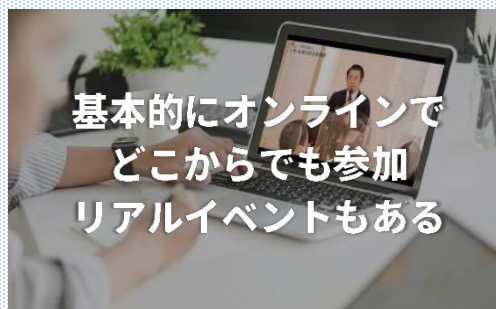 基本的にオンラインで
どこからでも参加
リアルイベントもある